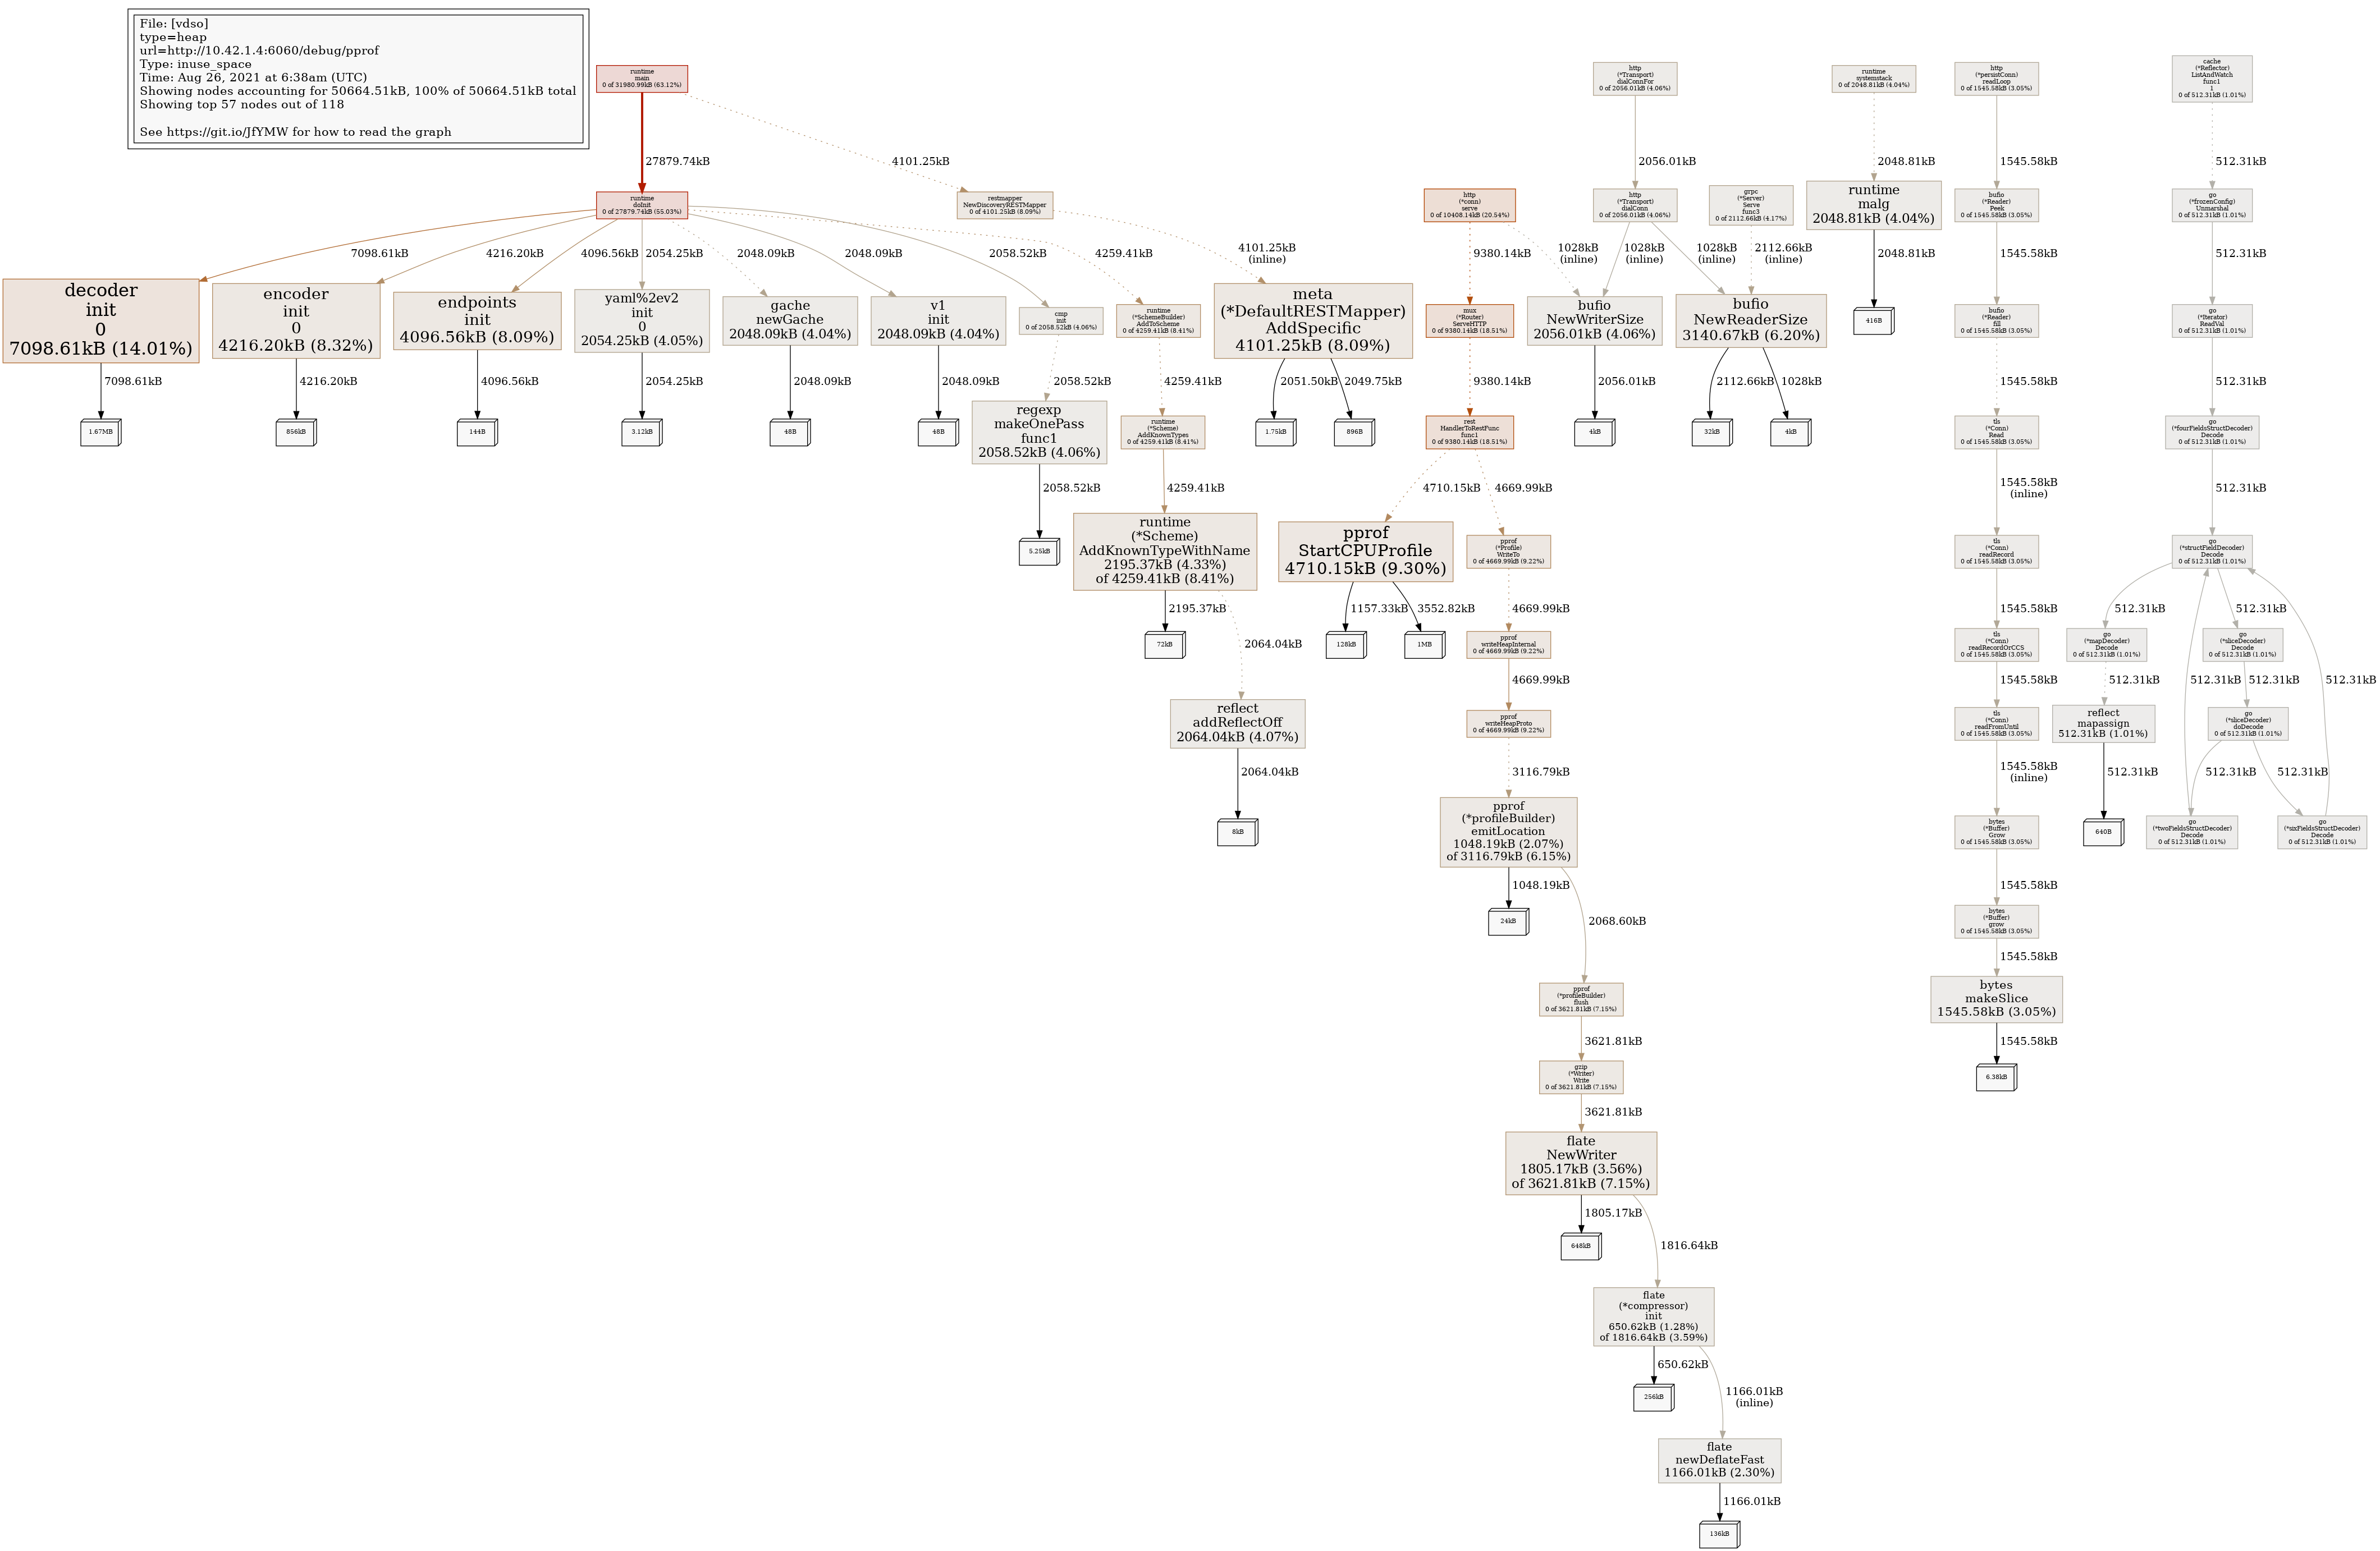 File: [vdso]
type=heap
url=http://10.42.1.4:6060/debug/pprof
Type: inuse_space
Time: Aug 26, 2021 at 6:38am (UTC)
Showing nodes accounting for 50664.51kB, 100% of 50664.51kB total
Showing top 57 nodes out of 118
See https://git.io/JfYMW for how to read the graph
runtime
main
0 of 31980.99kB (63.12%)
27879.74kB
4101.25kB
runtime
doInit
0 of 27879.74kB (55.03%)
restmapper
NewDiscoveryRESTMapper
0 of 4101.25kB (8.09%)
7098.61kB
4216.20kB
4096.56kB
2054.25kB
2048.09kB
2048.09kB
2058.52kB
4259.41kB
4101.25kB
(inline)
decoder
init
0
7098.61kB (14.01%)
7098.61kB
1.67MB
encoder
init
0
4216.20kB (8.32%)
4216.20kB
856kB
endpoints
init
4096.56kB (8.09%)
4096.56kB
144B
yaml%2ev2
init
0
2054.25kB (4.05%)
2054.25kB
3.12kB
gache
newGache
2048.09kB (4.04%)
2048.09kB
48B
v1
init
2048.09kB (4.04%)
2048.09kB
48B
cmp
init
0 of 2058.52kB (4.06%)
2058.52kB
regexp
makeOnePass
func1
2058.52kB (4.06%)
2058.52kB
5.25kB
runtime
(*SchemeBuilder)
AddToScheme
0 of 4259.41kB (8.41%)
4259.41kB
runtime
(*Scheme)
AddKnownTypes
0 of 4259.41kB (8.41%)
4259.41kB
runtime
(*Scheme)
AddKnownTypeWithName
2195.37kB (4.33%)
of 4259.41kB (8.41%)
2195.37kB
72kB
2064.04kB
reflect
addReflectOff
2064.04kB (4.07%)
2064.04kB
8kB
meta
(*DefaultRESTMapper)
AddSpecific
4101.25kB (8.09%)
2051.50kB
2049.75kB
1.75kB
896B
http
(*conn)
serve
0 of 10408.14kB (20.54%)
9380.14kB
1028kB
(inline)
mux
(*Router)
ServeHTTP
0 of 9380.14kB (18.51%)
9380.14kB
rest
HandlerToRestFunc
func1
0 of 9380.14kB (18.51%)
4710.15kB
4669.99kB
pprof
StartCPUProfile
4710.15kB (9.30%)
1157.33kB
3552.82kB
128kB
1MB
pprof
(*Profile)
WriteTo
0 of 4669.99kB (9.22%)
4669.99kB
pprof
writeHeapInternal
0 of 4669.99kB (9.22%)
4669.99kB
pprof
writeHeapProto
0 of 4669.99kB (9.22%)
3116.79kB
pprof
(*profileBuilder)
emitLocation
1048.19kB (2.07%)
of 3116.79kB (6.15%)
1048.19kB
24kB
2068.60kB
pprof
(*profileBuilder)
flush
0 of 3621.81kB (7.15%)
3621.81kB
gzip
(*Writer)
Write
0 of 3621.81kB (7.15%)
3621.81kB
flate
NewWriter
1805.17kB (3.56%)
of 3621.81kB (7.15%)
1805.17kB
648kB
1816.64kB
flate
(*compressor)
init
650.62kB (1.28%)
of 1816.64kB (3.59%)
650.62kB
256kB
1166.01kB
(inline)
flate
newDeflateFast
1166.01kB (2.30%)
1166.01kB
136kB
http
(*Transport)
dialConnFor
0 of 2056.01kB (4.06%)
2056.01kB
http
(*Transport)
dialConn
0 of 2056.01kB (4.06%)
1028kB
(inline)
1028kB
(inline)
grpc
(*Server)
Serve
func3
0 of 2112.66kB (4.17%)
2112.66kB
(inline)
bufio
NewWriterSize
2056.01kB (4.06%)
2056.01kB
4kB
bufio
NewReaderSize
3140.67kB (6.20%)
2112.66kB
1028kB
32kB
4kB
runtime
systemstack
0 of 2048.81kB (4.04%)
2048.81kB
runtime
malg
2048.81kB (4.04%)
2048.81kB
416B
http
(*persistConn)
readLoop
0 of 1545.58kB (3.05%)
1545.58kB
bufio
(*Reader)
Peek
0 of 1545.58kB (3.05%)
1545.58kB
bufio
(*Reader)
fill
0 of 1545.58kB (3.05%)
1545.58kB
tls
(*Conn)
Read
0 of 1545.58kB (3.05%)
1545.58kB
(inline)
tls
(*Conn)
readRecord
0 of 1545.58kB (3.05%)
1545.58kB
tls
(*Conn)
readRecordOrCCS
0 of 1545.58kB (3.05%)
1545.58kB
tls
(*Conn)
readFromUntil
0 of 1545.58kB (3.05%)
1545.58kB
(inline)
bytes
(*Buffer)
Grow
0 of 1545.58kB (3.05%)
1545.58kB
bytes
(*Buffer)
grow
0 of 1545.58kB (3.05%)
1545.58kB
bytes
makeSlice
1545.58kB (3.05%)
1545.58kB
6.38kB
cache
(*Reflector)
ListAndWatch
func1
1
0 of 512.31kB (1.01%)
512.31kB
go
(*frozenConfig)
Unmarshal
0 of 512.31kB (1.01%)
512.31kB
go
(*Iterator)
ReadVal
0 of 512.31kB (1.01%)
512.31kB
go
(*fourFieldsStructDecoder)
Decode
0 of 512.31kB (1.01%)
512.31kB
go
(*structFieldDecoder)
Decode
0 of 512.31kB (1.01%)
512.31kB
512.31kB
go
(*mapDecoder)
Decode
0 of 512.31kB (1.01%)
512.31kB
reflect
mapassign
512.31kB (1.01%)
512.31kB
640B
go
(*sliceDecoder)
Decode
0 of 512.31kB (1.01%)
512.31kB
512.31kB
512.31kB
go
(*sliceDecoder)
doDecode
0 of 512.31kB (1.01%)
512.31kB
512.31kB
go
(*twoFieldsStructDecoder)
Decode
0 of 512.31kB (1.01%)
go
(*sixFieldsStructDecoder)
Decode
0 of 512.31kB (1.01%)